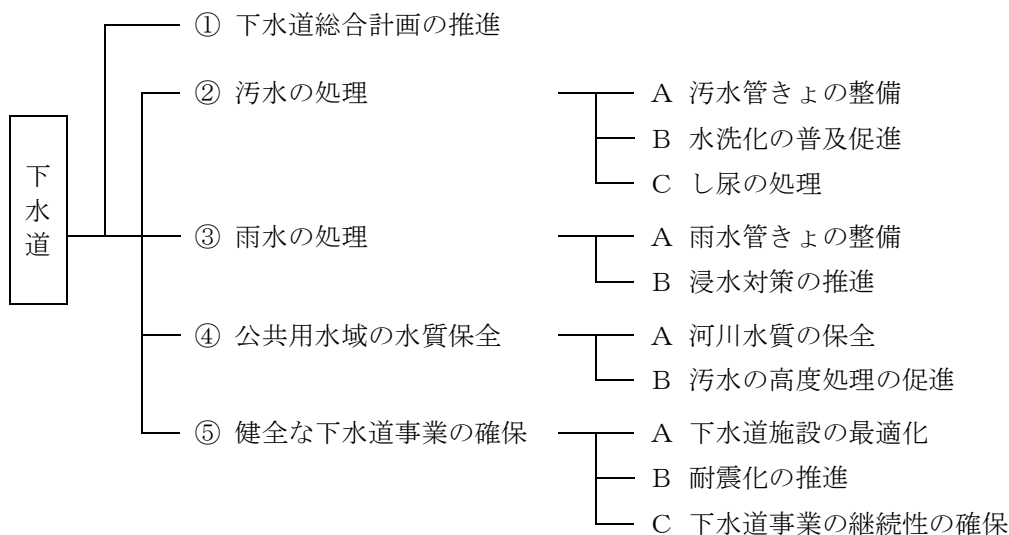 下水道
① 下水道総合計画の推進
② 汚水の処理
A 汚水管きょの整備
B 水洗化の普及促進
C し尿の処理
③ 雨水の処理
A 雨水管きょの整備
B 浸水対策の推進
④ 公共用水域の水質保全
A 河川水質の保全
B 汚水の高度処理の促進
⑤ 健全な下水道事業の確保
A 下水道施設の最適化
B 耐震化の推進
C 下水道事業の継続性の確保